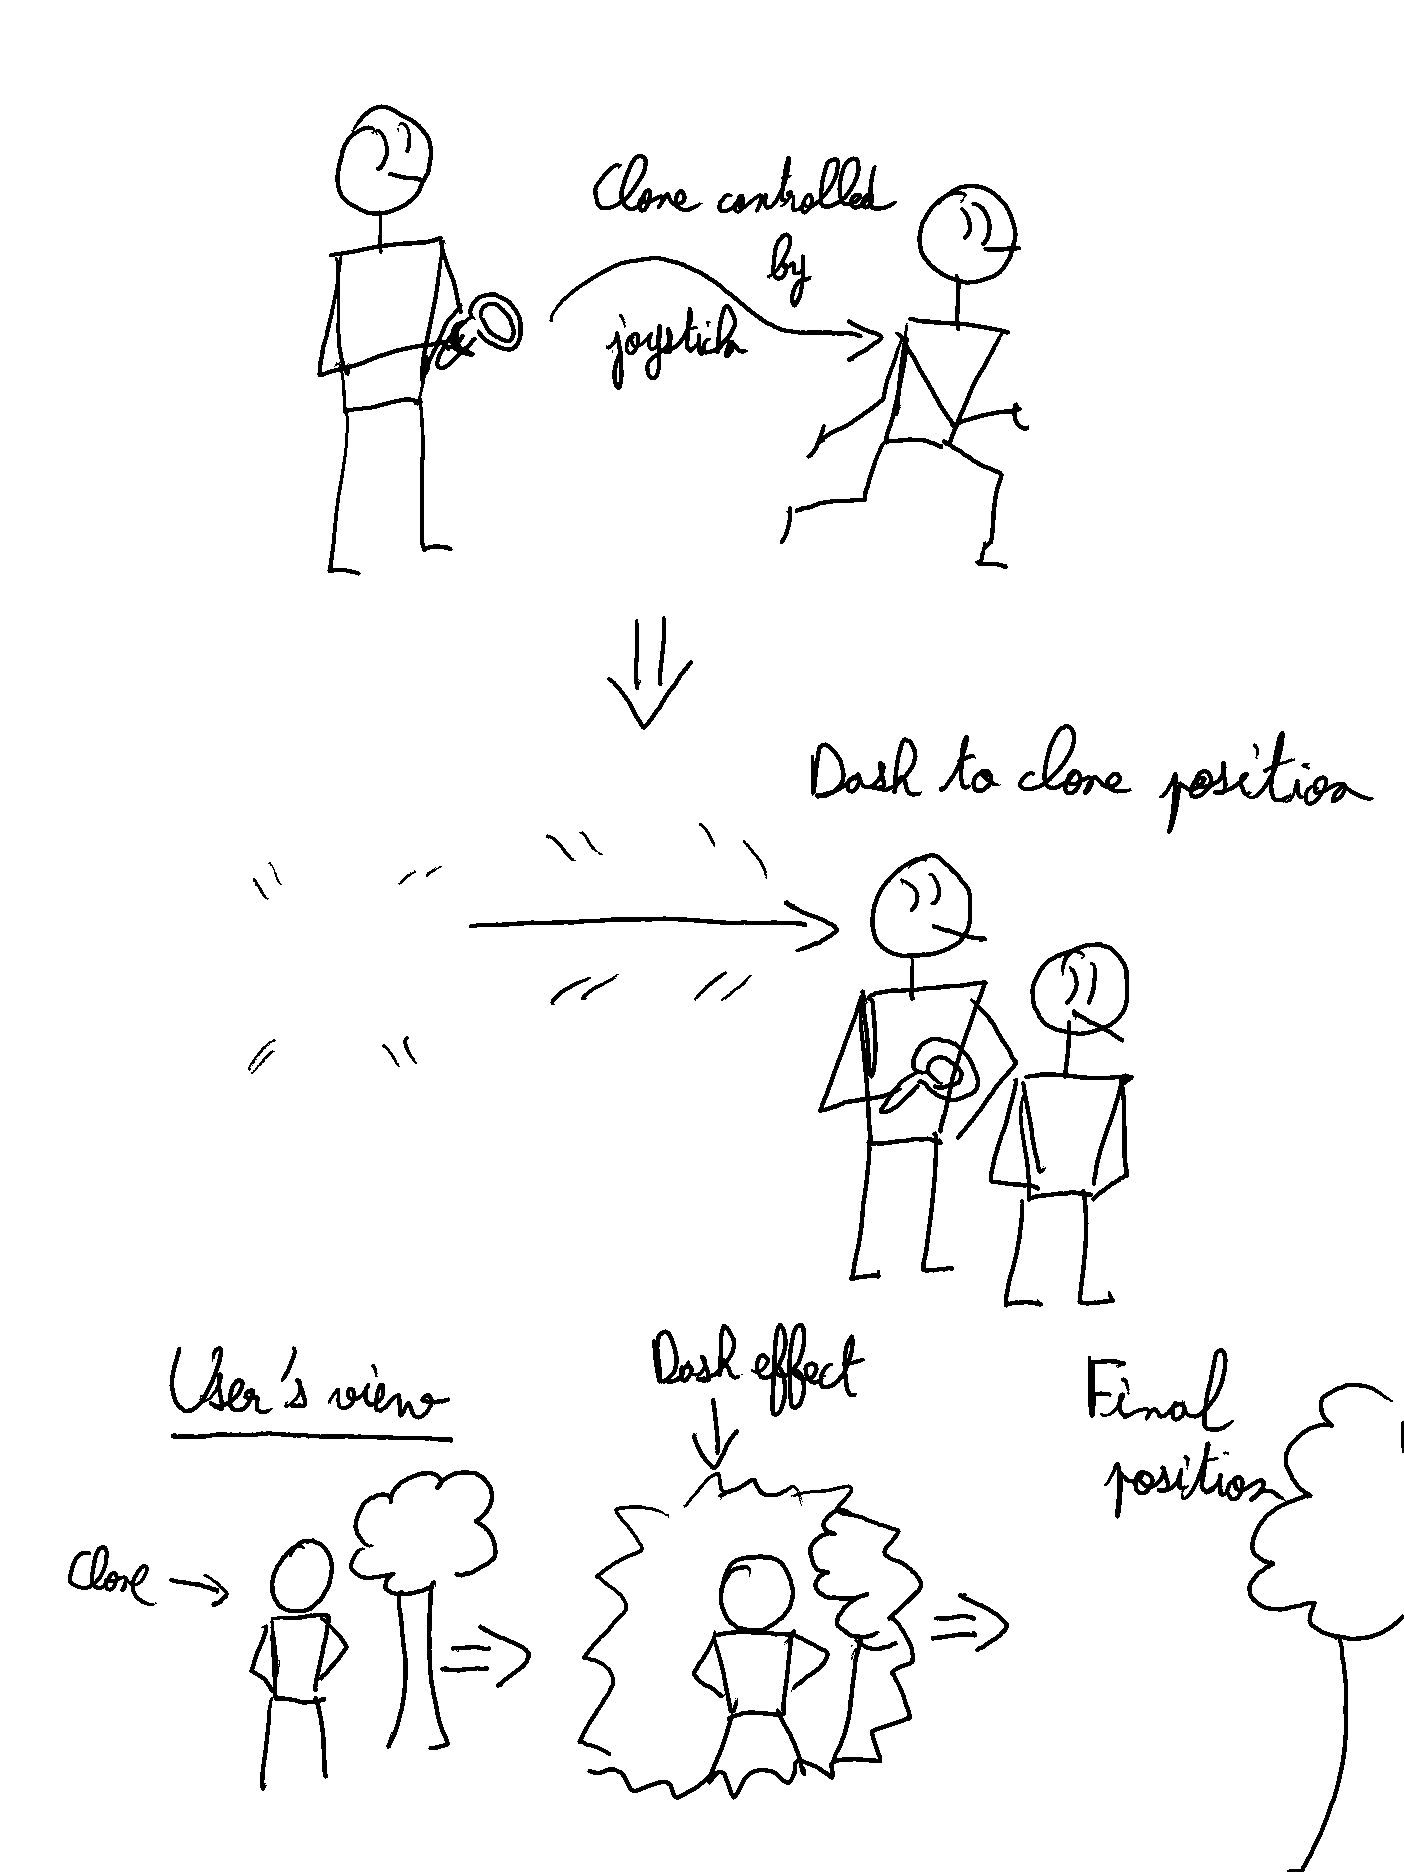 Clone controlled
by
joystick
Dash to clone position
User's view
Dash effect
Final
position
Clone